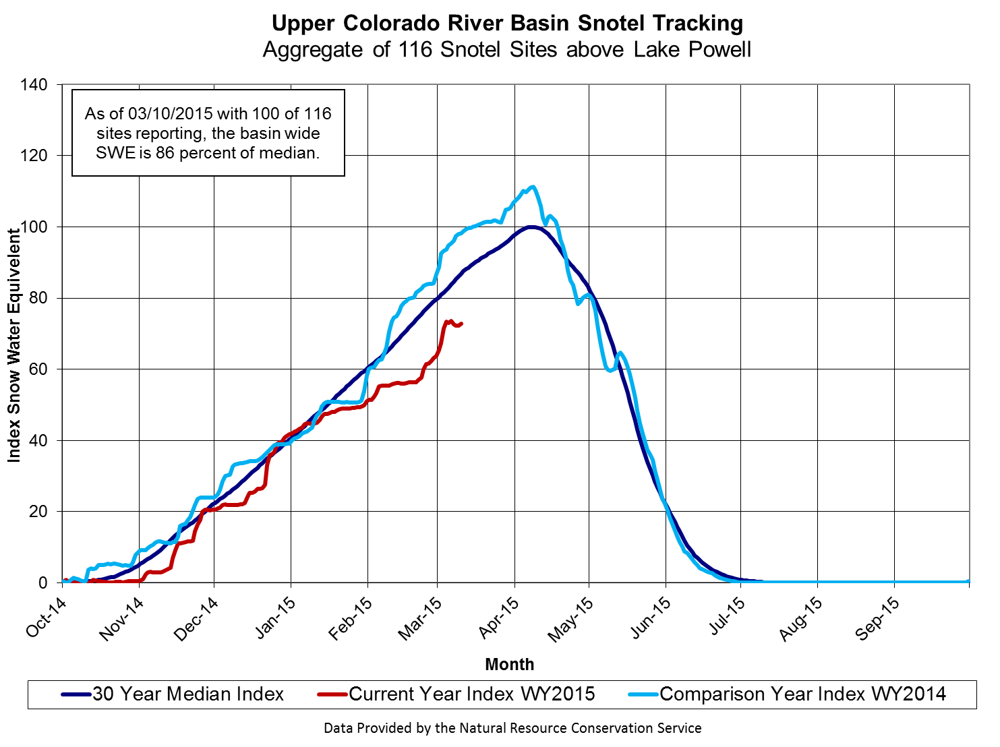 Upper Colorado River Basin Snotel Tracking
Aggregate of 116 Snotel Sites above Lake Powell
As of 03/10/2015 with 100 of 116
sites reporting, the basin wide
SWE is 86 percent of median.
Index Snow Water Equivelent
140
120
100
80
60
40
20
0
Oct-14
Nov-14
Dec-14
Jan-15
Feb-15
Mar-15
Apr-15
May-15
Jun-15
Jul-15
Aug-15
Sep-15
Month
30 Year Median Index
Current Year Index WY2015
Comparison Year Index WY2014
Data Provided by the Natural Resource Conservation Service